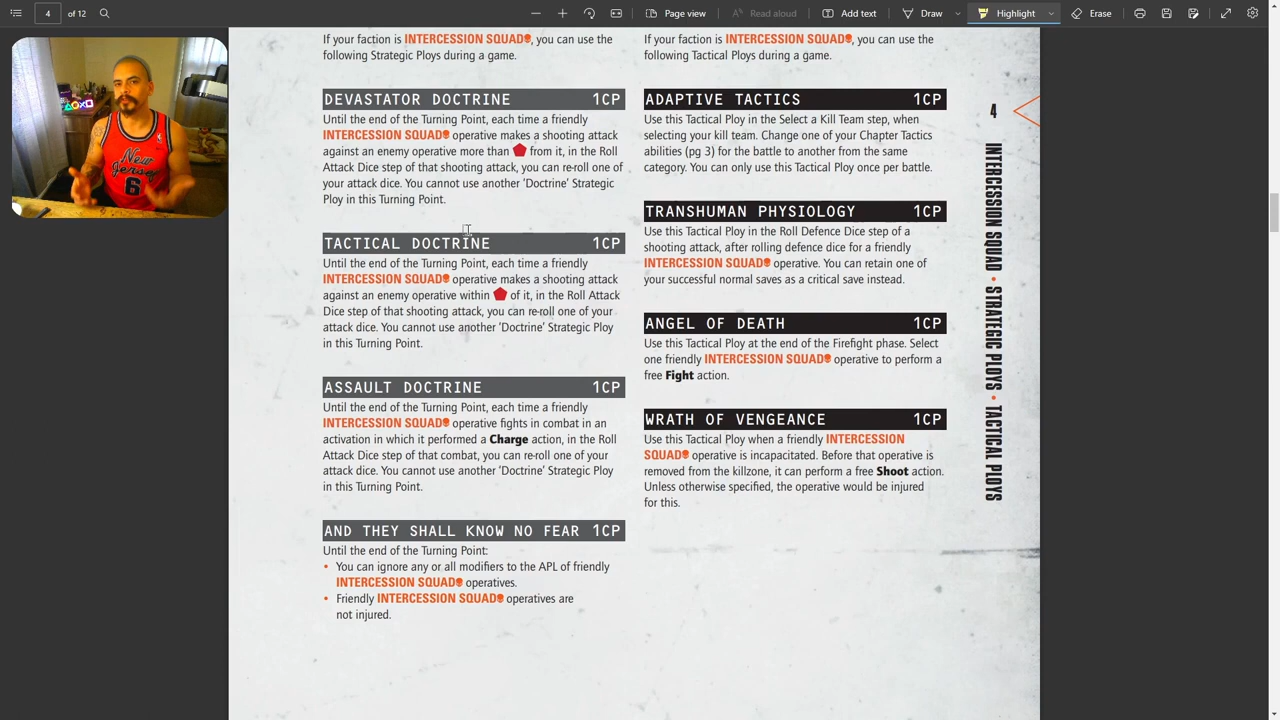 4 of 12
Page view
Read aloud
Add text
Draw
Highlight
Erase
If your faction is INTERCESSION SQUAD, you can use the
following Strategic Ploys during a game.
DEVASTATOR DOCTRINE 1CP
Until the end of the Turning Point, each time a friendly
INTERCESSION SQUAD operative makes a shooting attack
against an enemy operative more than from it, in the Roll
Attack Dice step of that shooting attack, you can re-roll one of
your attack dice. You cannot use another ‘Doctrine’ Strategic
Ploy in this Turning Point.
TACTICAL DOCTRINE 1CP
Until the end of the Turning Point, each time a friendly
INTERCESSION SQUAD operative makes a shooting attack
against an enemy operative within of it, in the Roll Attack
Dice step of that shooting attack, you can re-roll one of your
attack dice. You cannot use another ‘Doctrine’ Strategic Ploy
in this Turning Point.
ASSAULT DOCTRINE 1CP
Until the end of the Turning Point, each time a friendly
INTERCESSION SQUAD operative fights in combat in an
activation in which it performed a Charge action, in the Roll
Attack Dice step of that combat, you can re-roll one of your
attack dice. You cannot use another ‘Doctrine’ Strategic Ploy
in this Turning Point.
AND THEY SHALL KNOW NO FEAR 1CP
Until the end of the Turning Point:
• You can ignore any or all modifiers to the APL of friendly
INTERCESSION SQUAD operatives.
• Friendly INTERCESSION SQUAD operatives are
not injured.
If your faction is INTERCESSION SQUAD, you can use the
following Tactical Ploys during a game.
ADAPTIVE TACTICS 1CP
Use this Tactical Ploy in the Select a Kill Team step, when
selecting your kill team. Change one of your Chapter Tactics
abilities (pg 3) for the battle to another from the same
category. You can only use this Tactical Ploy once per battle.
TRANSHUMAN PHYSIOLOGY 1CP
Use this Tactical Ploy in the Roll Defence Dice step of a
shooting attack, after rolling defence dice for a friendly
INTERCESSION SQUAD operative. You can retain one of
your successful normal saves as a critical save instead.
ANGEL OF DEATH 1CP
Use this Tactical Ploy at the end of the Firefight phase. Select
one friendly INTERCESSION SQUAD operative to perform a
free Fight action.
WRATH OF VENGEANCE 1CP
Use this Tactical Ploy when a friendly INTERCESSION
SQUAD operative is incapacitated. Before that operative is
removed from the killzone, it can perform a free Shoot action.
Unless otherwise specified, the operative would be injured
for this.
4
INTERCESSION SQUAD • STRATEGIC PLOYS • TACTICAL PLOYS
New
Jersey
6